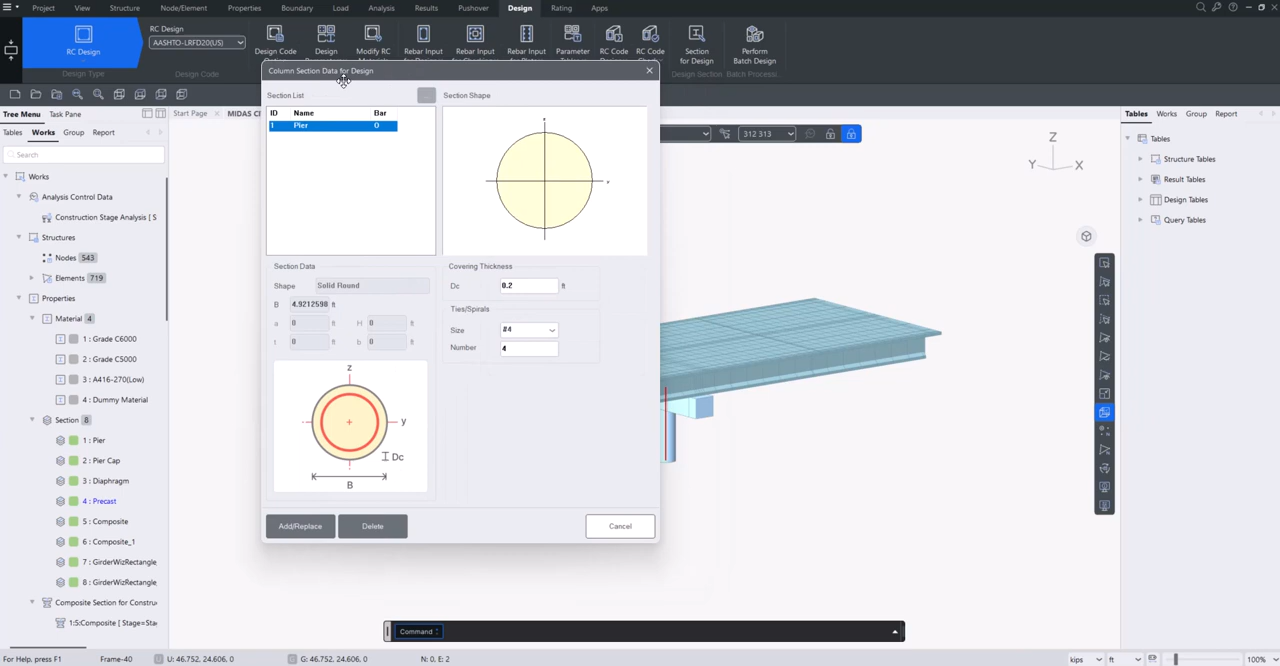 Project View Structure Node/Element Properties Boundary Load Analysis Results Pushover Design Rating Apps
RC Design
Design Type
RC Design
AASHTO-LRFD20(US)
Design Code
Design Code
Design
Modify RC
Rebar Input
Rebar Input
Rebar Input
Parameter
RC Code
RC Code
Section
for Design
Design Section
Perform
Batch Design
Batch Processi...
Tree Menu Task Pane
Start Page
MIDAS CI
Tables Works Group Report
Search
Works
Analysis Control Data
Construction Stage Analysis [ S
Structures
Nodes 543
Elements 719
Properties
Material 4
1 : Grade C6000
2 : Grade C5000
3 : A416-270(Low)
4 : Dummy Material
Section 8
1 : Pier
2 : Pier Cap
3 : Diaphragm
4 : Precast
5 : Composite
6 : Composite_1
7 : GirderWizRectangle
8 : GirderWizRectangle
Composite Section for Constru
1:S:Composite [ Stage=Sta
Column Section Data for Design
Section List
...
Section Shape
ID Name Bar
1 Pier 0
z
y
Section Data
Shape Solid Round
B 4.9212598 ft
a 0 H 0 ft
t 0 b 0 ft
Covering Thickness
Dc 0.2 ft
Ties/Spirals
Size #4
Number 4
z
y
Dc
B
Add/Replace Delete Cancel
312 313
Z
Y X
Tables Works Group Report
Tables
Structure Tables
Result Tables
Design Tables
Query Tables
Command :
For Help, press F1 Frame-40 U: 46.752, 24.606, 0 G: 46.752, 24.606, 0 N: 0, E: 2 kips ft 100%